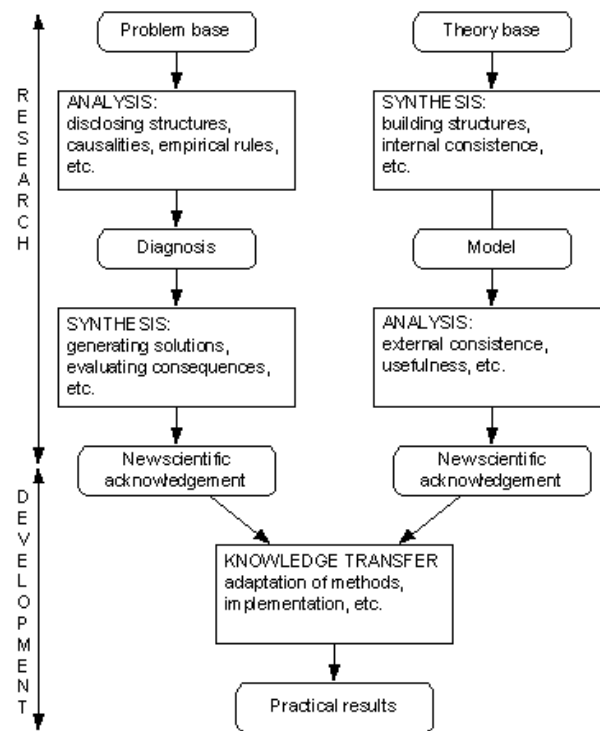 Problem base
Theory base
RESEARCH
ANALYSIS:
disclosing structures,
causalities, empirical rules,
etc.
SYNTHESIS:
building structures,
internal consistence,
etc.
Diagnosis
Model
SYNTHESIS:
generating solutions,
evaluating consequences,
etc.
ANALYSIS:
external consistence,
usefulness, etc.
Newscientific
acknowledgement
Newscientific
acknowledgement
DEVELOPMENT
KNOWLEDGE TRANSFER
adaptation of methods,
implementation, etc.
Practical results